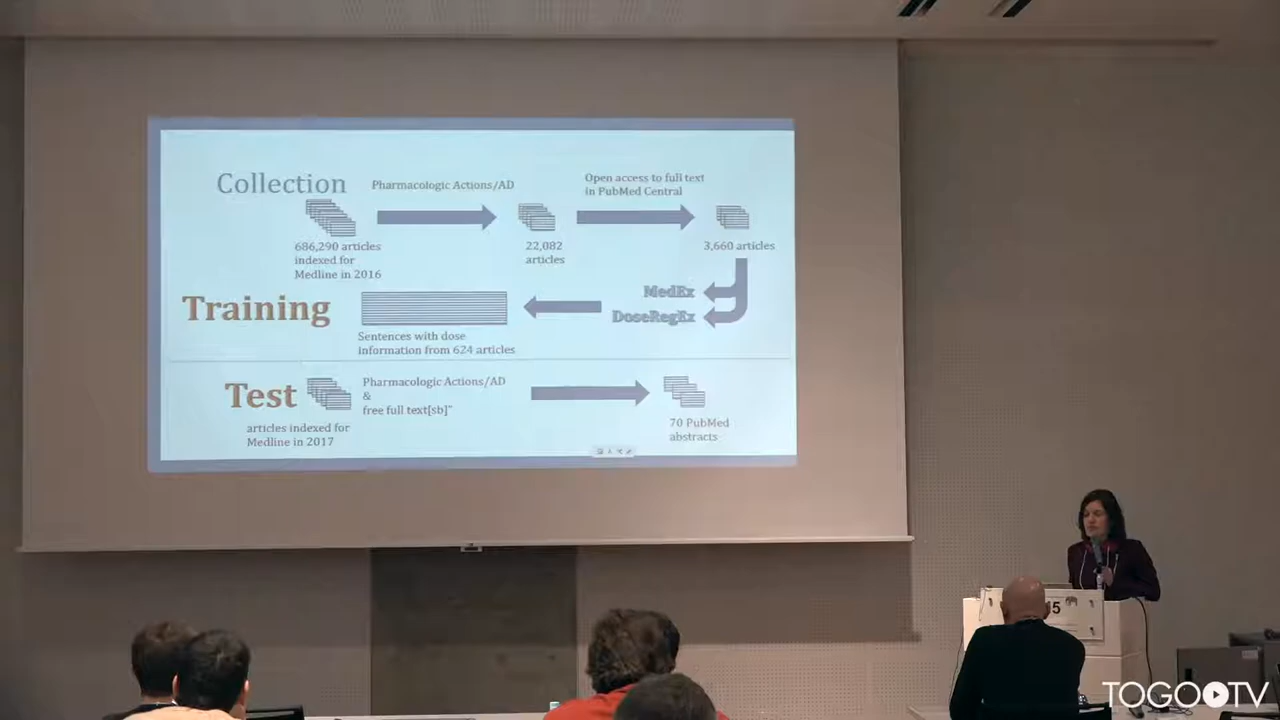 Collection
Pharmacologic Actions/AD
Open access to full text
in PubMed Central
686,290 articles
indexed for
Medline in 2016
22,082
articles
3,660 articles
MedEx
DoseRegEx
Training
Sentences with dose
information from 624 articles
Test
Pharmacologic Actions/AD
&
free full text[sb]"
articles indexed for
Medline in 2017
70 PubMed
abstracts
5
TOGOTV